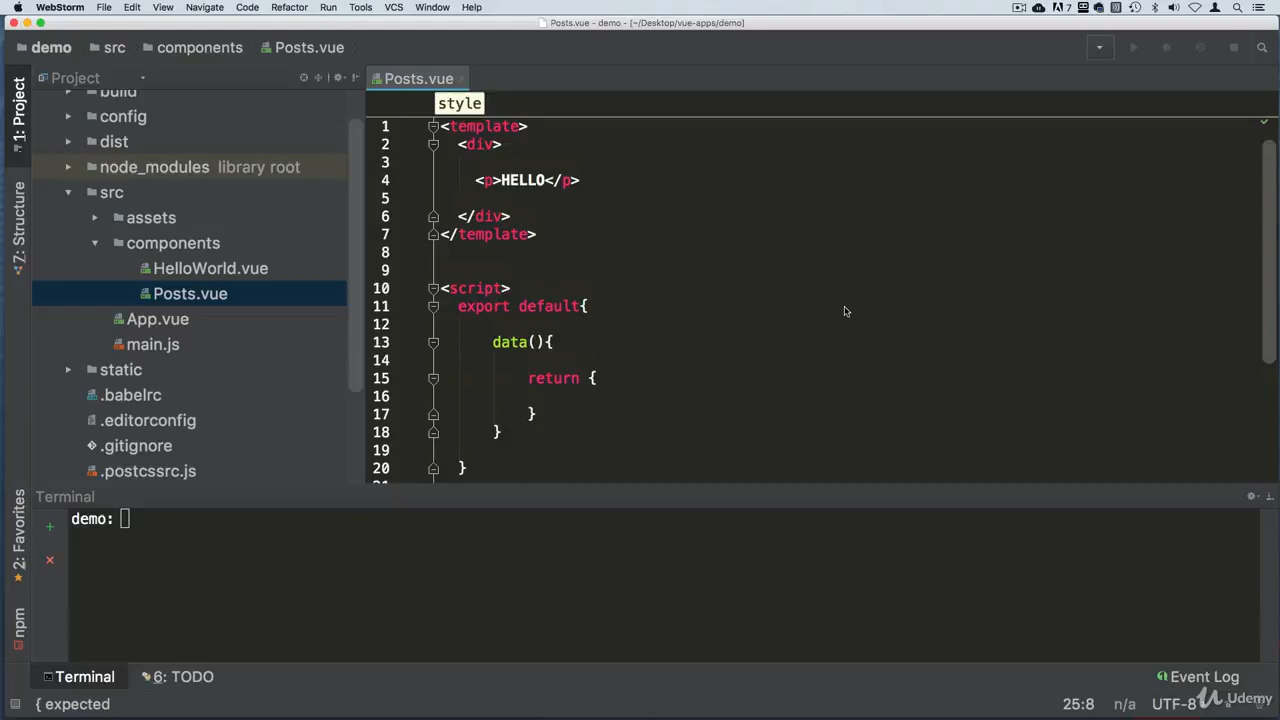 WebStorm File Edit View Navigate Code Refactor Run Tools VCS Window Help 7
Posts.vue - demo - [~/Desktop/vue-apps/demo]
demo src components Posts.vue
1: Project
Z: Structure
2: Favorites
npm
Project
build
config
dist
node_modules library root
src
assets
components
HelloWorld.vue
Posts.vue
App.vue
main.js
static
.babelrc
.editorconfig
.gitignore
.postcssrc.js
Posts.vue
style
1 <template>
2 <div>
3
4 <p>HELLO</p>
5
6 </div>
7 </template>
8
9
10 <script>
11 export default{
12
13 data(){
14
15 return {
16
17 }
18 }
19
20 }
21
Terminal
demo:
Terminal 6: TODO Event Log
{ expected 25:8 n/a UTF-8
Udemy